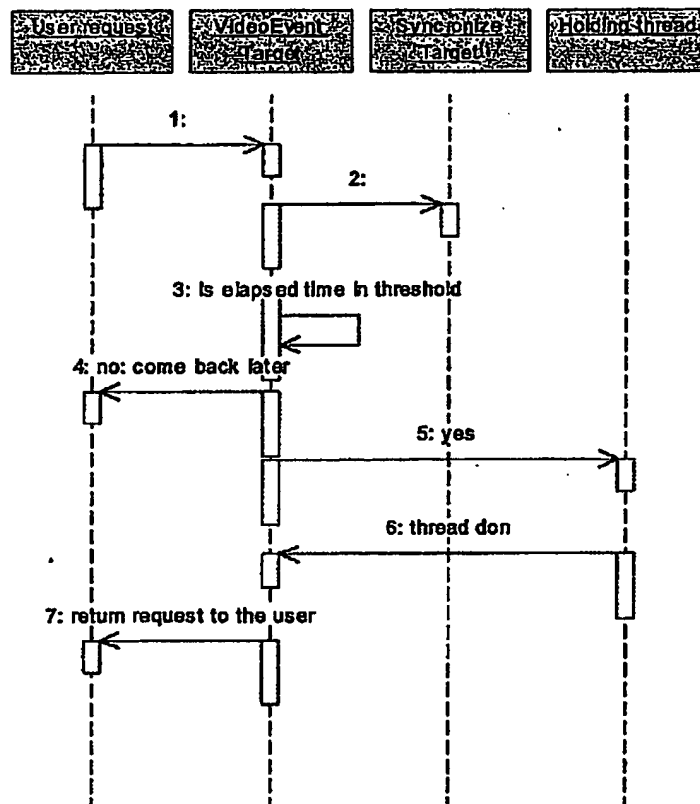 User request
VideoEvent
Target
Syncronize
Target
Holding thread
1:
2:
3: Is elapsed time in threshold
4: no: come back later
5: yes
6: thread don
7: return request to the user